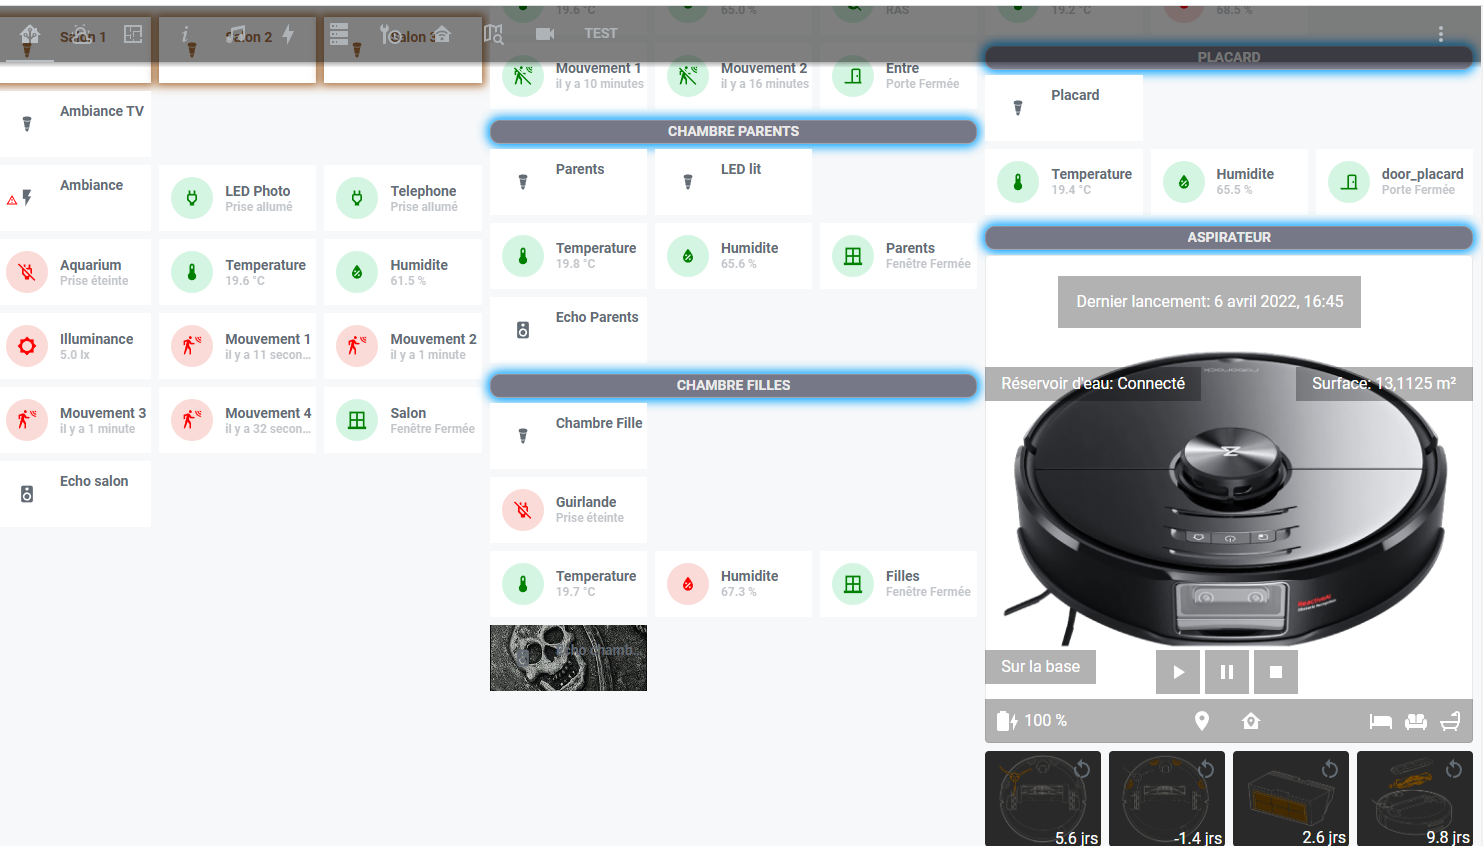 TEST
Salon 1
Salon 2
Salon 3
Ambiance TV
Ambiance
LED Photo
Prise allumé
Telephone
Prise allumé
Aquarium
Prise éteinte
Temperature
19.6 °C
Humidite
61.5 %
Illuminance
5.0 lx
Mouvement 1
il y a 11 secon...
Mouvement 2
il y a 1 minute
Mouvement 3
il y a 1 minute
Mouvement 4
il y a 32 secon...
Salon
Fenêtre Fermée
Echo salon
19.6 °C
65.0 %
RAS
Mouvement 1
il y a 10 minutes
Mouvement 2
il y a 16 minutes
Entre
Porte Fermée
CHAMBRE PARENTS
Parents
LED lit
Temperature
19.8 °C
Humidite
65.6 %
Parents
Fenêtre Fermée
Echo Parents
CHAMBRE FILLES
Chambre Fille
Guirlande
Prise éteinte
Temperature
19.7 °C
Humidite
67.3 %
Filles
Fenêtre Fermée
Echo chamb...
19.2 °C
68.5 %
PLACARD
Placard
Temperature
19.4 °C
Humidite
65.5 %
door_placard
Porte Fermée
ASPIRATEUR
Dernier lancement: 6 avril 2022, 16:45
Réservoir d'eau: Connecté
Surface: 13,1125 m²
Sur la base
100 %
5.6 jrs
-1.4 jrs
2.6 jrs
9.8 jrs